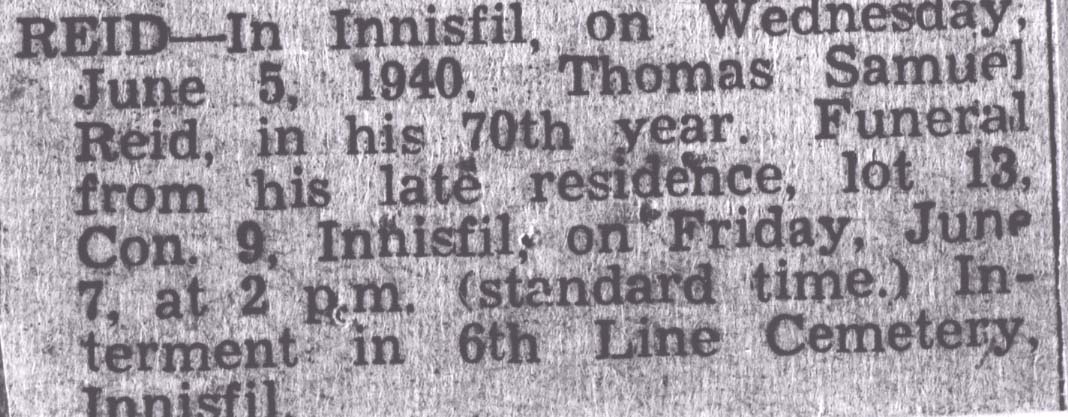 REID—In Innisfil, on Wednesday,
June 5, 1940, Thomas Samuel
Reid, in his 70th year. Funeral
from his late residence, lot 13,
Con. 9, Innisfil, on Friday, June
7, at 2 p.m. (standard time.) In-
terment in 6th Line Cemetery,
Innisfil.